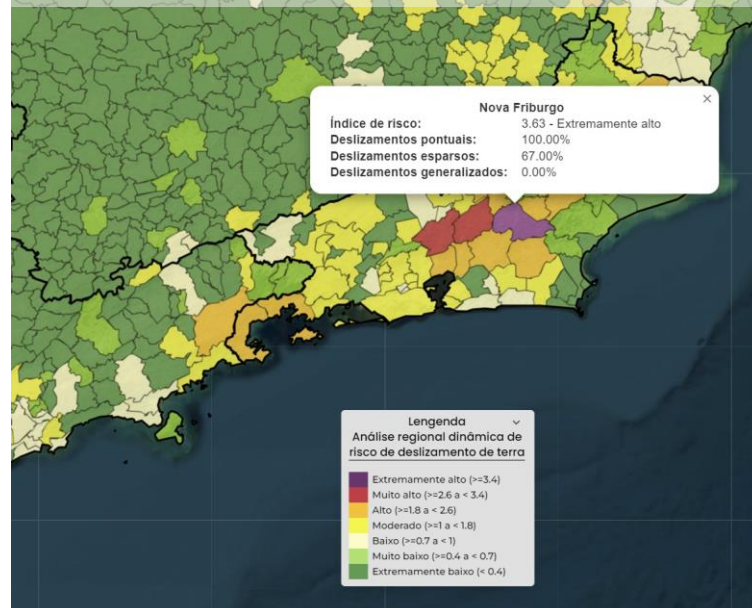 Nova Friburgo
Índice de risco: 3.63 - Extremamente alto
Deslizamentos pontuais: 100.00%
Deslizamentos esparsos: 67.00%
Deslizamentos generalizados: 0.00%
Lengenda
Análise regional dinâmica de
risco de deslizamento de terra
Extremamente alto (>=3.4)
Muito alto (>=2.6 a < 3.4)
Alto (>=1.8 a < 2.6)
Moderado (>=1 a < 1.8)
Baixo (>=0.7 a < 1)
Muito baixo (>=0.4 a < 0.7)
Extremamente baixo (< 0.4)